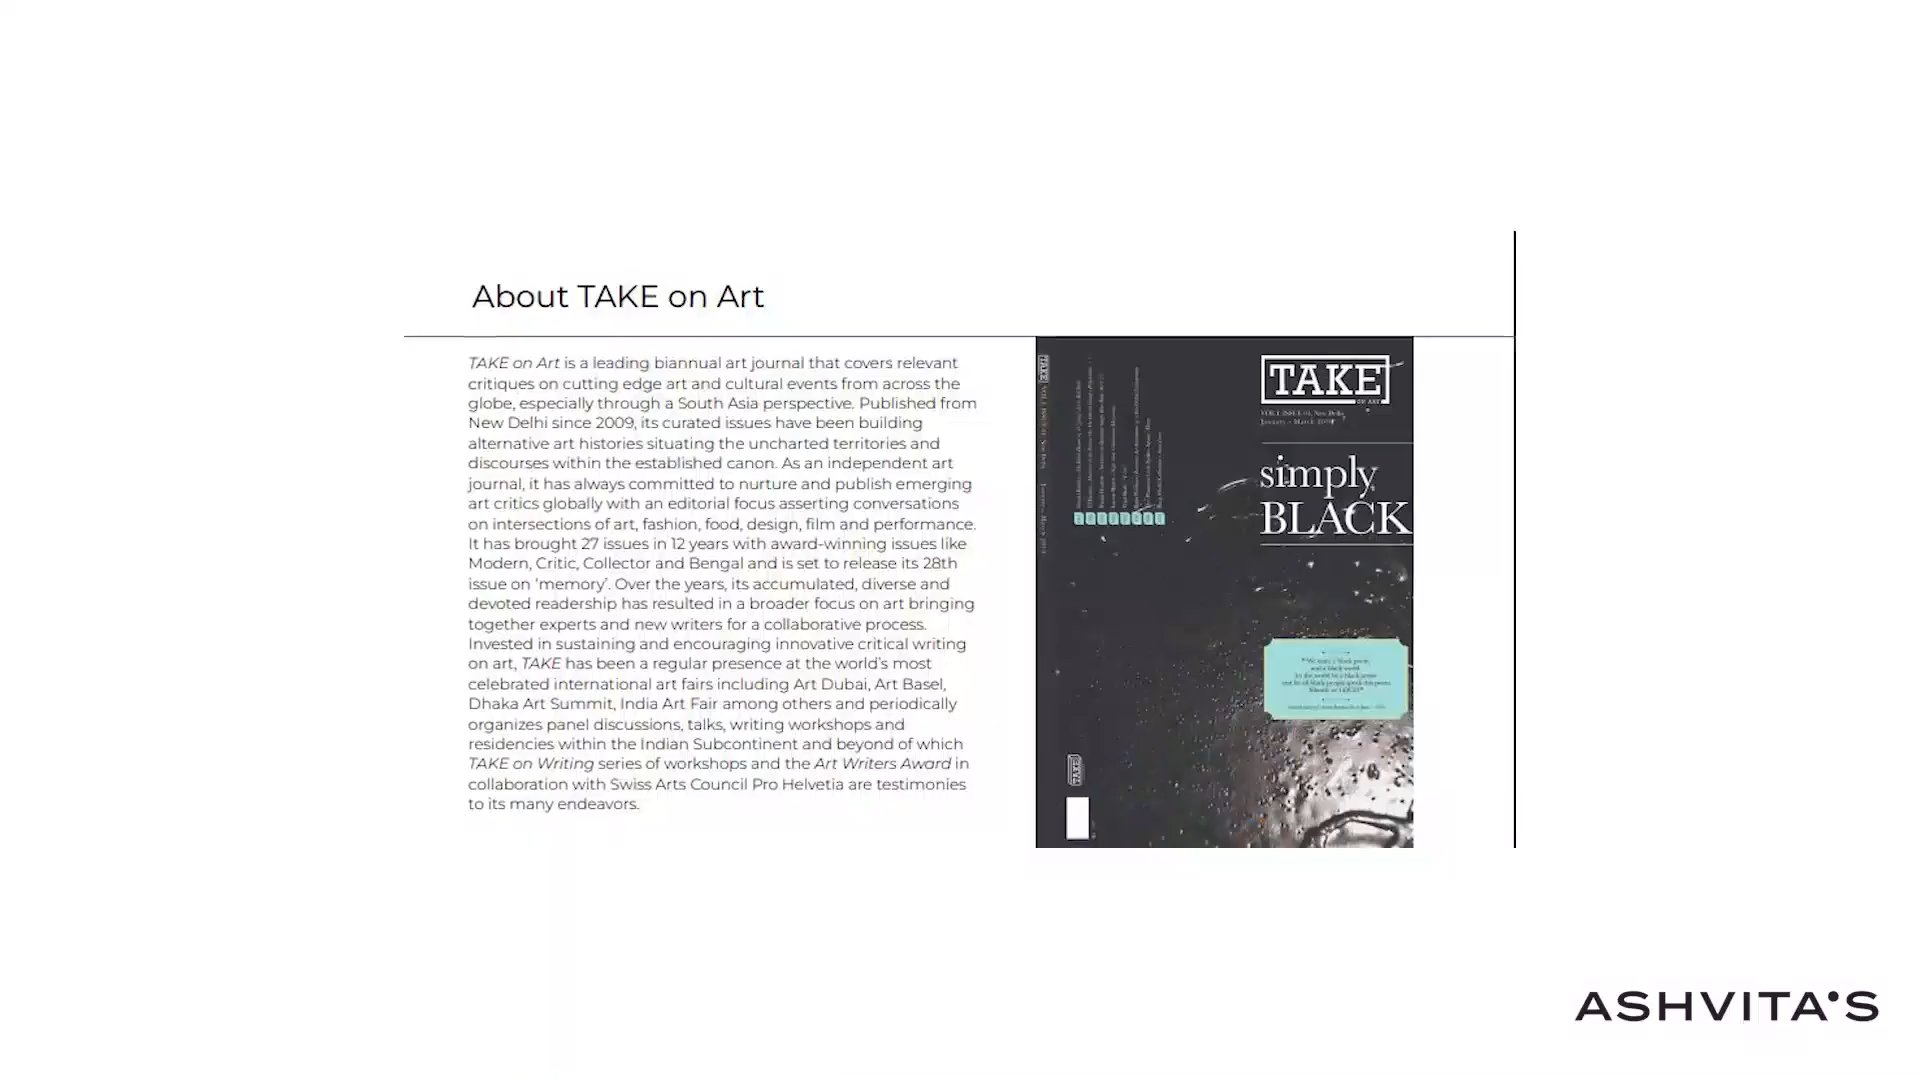 About TAKE on Art
TAKE on Art is a leading biannual art journal that covers relevant
critiques on cutting edge art and cultural events from across the
globe, especially through a South Asia perspective. Published from
New Delhi since 2009, its curated issues have been building
alternative art histories situating the uncharted territories and
discourses within the established canon. As an independent art
journal, it has always committed to nurture and publish emerging
art critics globally with an editorial focus asserting conversations
on intersections of art, fashion, food, design, film and performance.
It has brought 27 issues in 12 years with award-winning issues like
Modern, Critic, Collector and Bengal and is set to release its 28th
issue on ‘memory’. Over the years, its accumulated, diverse and
devoted readership has resulted in a broader focus on art bringing
together experts and new writers for a collaborative process.
Invested in sustaining and encouraging innovative critical writing
on art, TAKE has been a regular presence at the world’s most
celebrated international art fairs including Art Dubai, Art Basel,
Dhaka Art Summit, India Art Fair among others and periodically
organizes panel discussions, talks, writing workshops and
residencies within the Indian Subcontinent and beyond of which
TAKE on Writing series of workshops and the Art Writers Award in
collaboration with Swiss Arts Council Pro Helvetia are testimonies
to its many endeavors.
TAKE
TAKE
TAKE
ON ART
simply
BLACK
ASHVITA'S